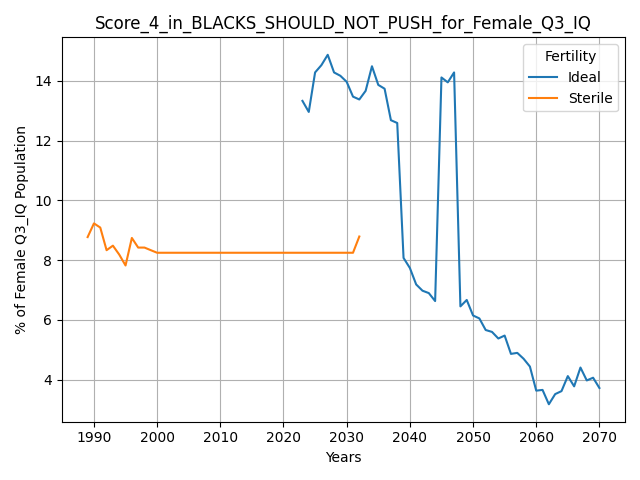 Score_4_in_BLACKS_SHOULD_NOT_PUSH_for_Female_Q3_IQ
Fertility
Ideal
Sterile
% of Female Q3_IQ Population
14
12
10
8
6
4
1990 2000 2010 2020 2030 2040 2050 2060 2070
Years